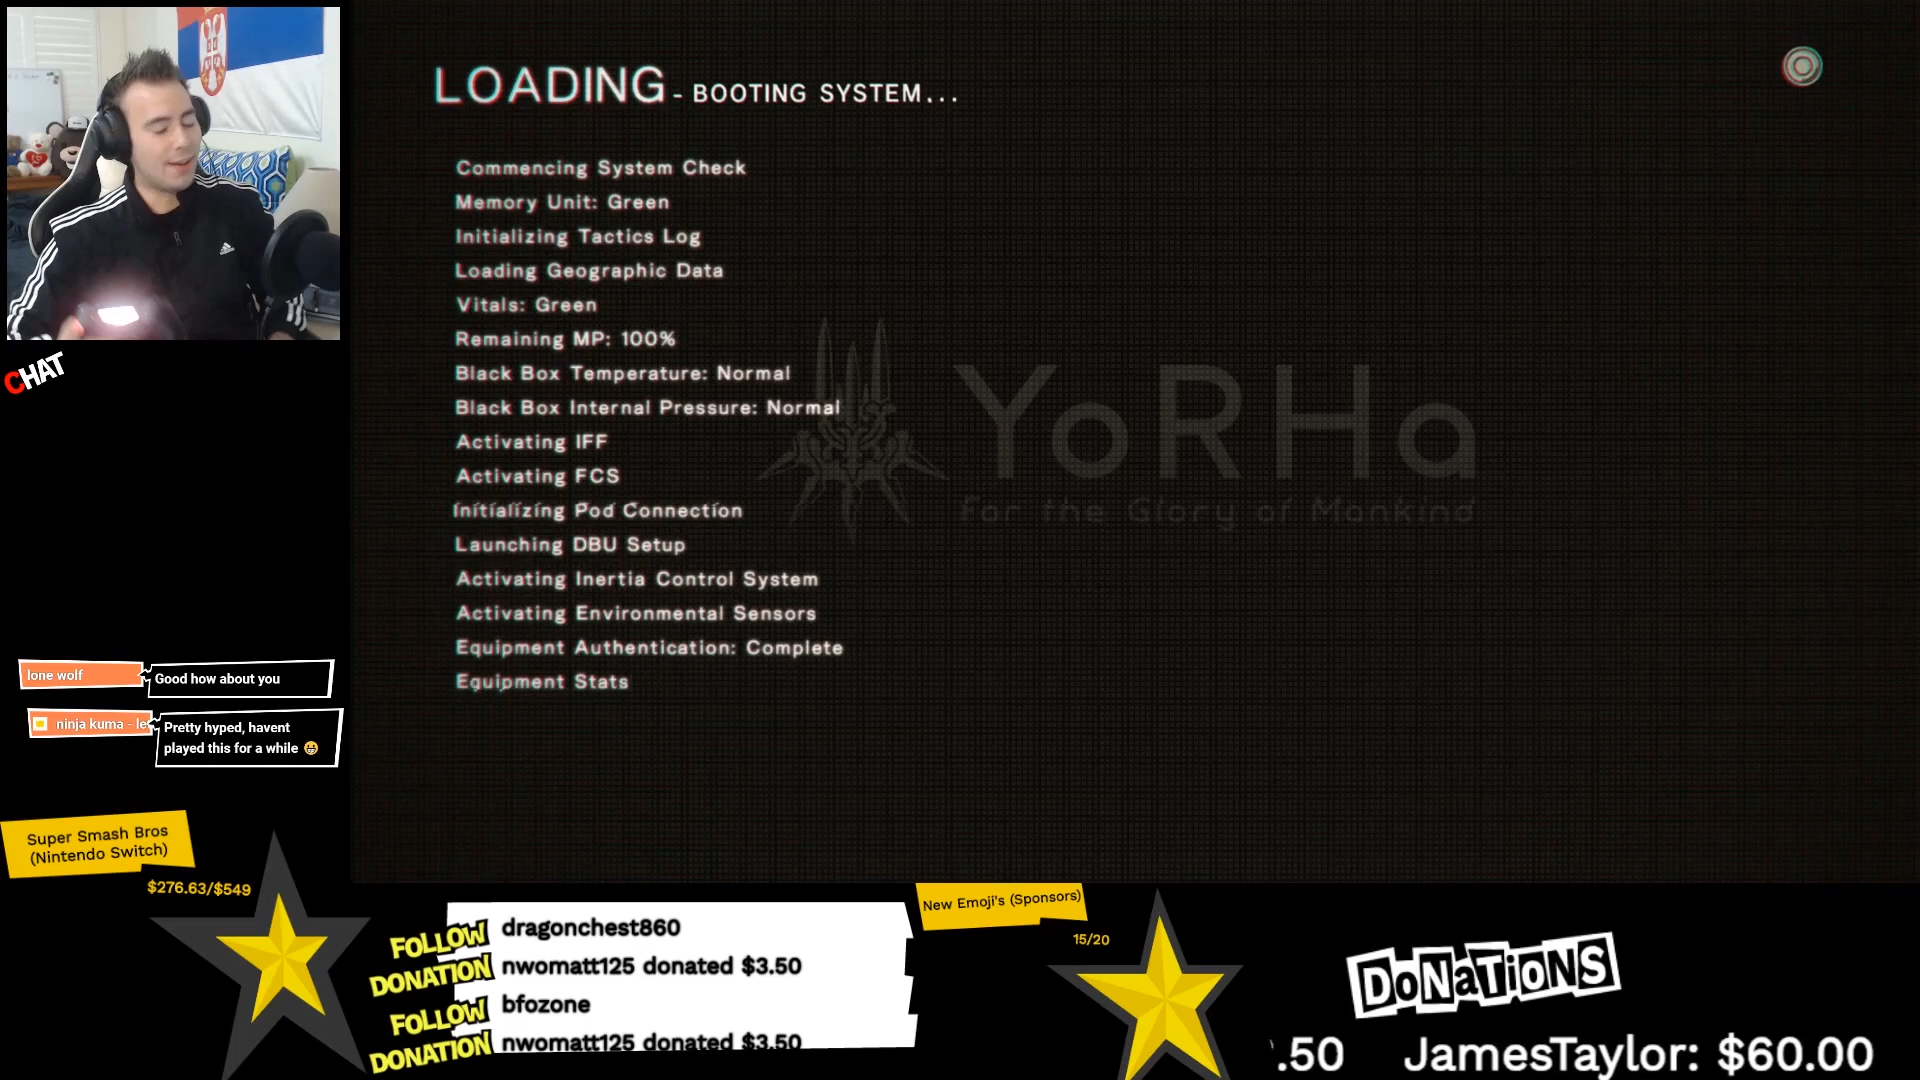 LOADING - BOOTING SYSTEM...
Commencing System Check
Memory Unit: Green
Initializing Tactics Log
Loading Geographic Data
Vitals: Green
Remaining MP: 100%
Black Box Temperature: Normal
Black Box Internal Pressure: Normal
Activating IFF
Activating FCS
Initializing Pod Connection
Launching DBU Setup
Activating Inertia Control System
Activating Environmental Sensors
Equipment Authentication: Complete
Equipment Stats
YoRHa
For the Glory of Mankind
CHAT
lone wolf
Good how about you
ninja kuma - le
Pretty hyped, havent
played this for a while 😀
Super Smash Bros
(Nintendo Switch)
$276.63/$549
FOLLOW dragonchest860
DONATION nwomatt125 donated $3.50
FOLLOW bfozone
DONATION nwomatt125 donated $3.50
New Emoji's (Sponsors)
15/20
DONATIONS
.50 JamesTaylor: $60.00